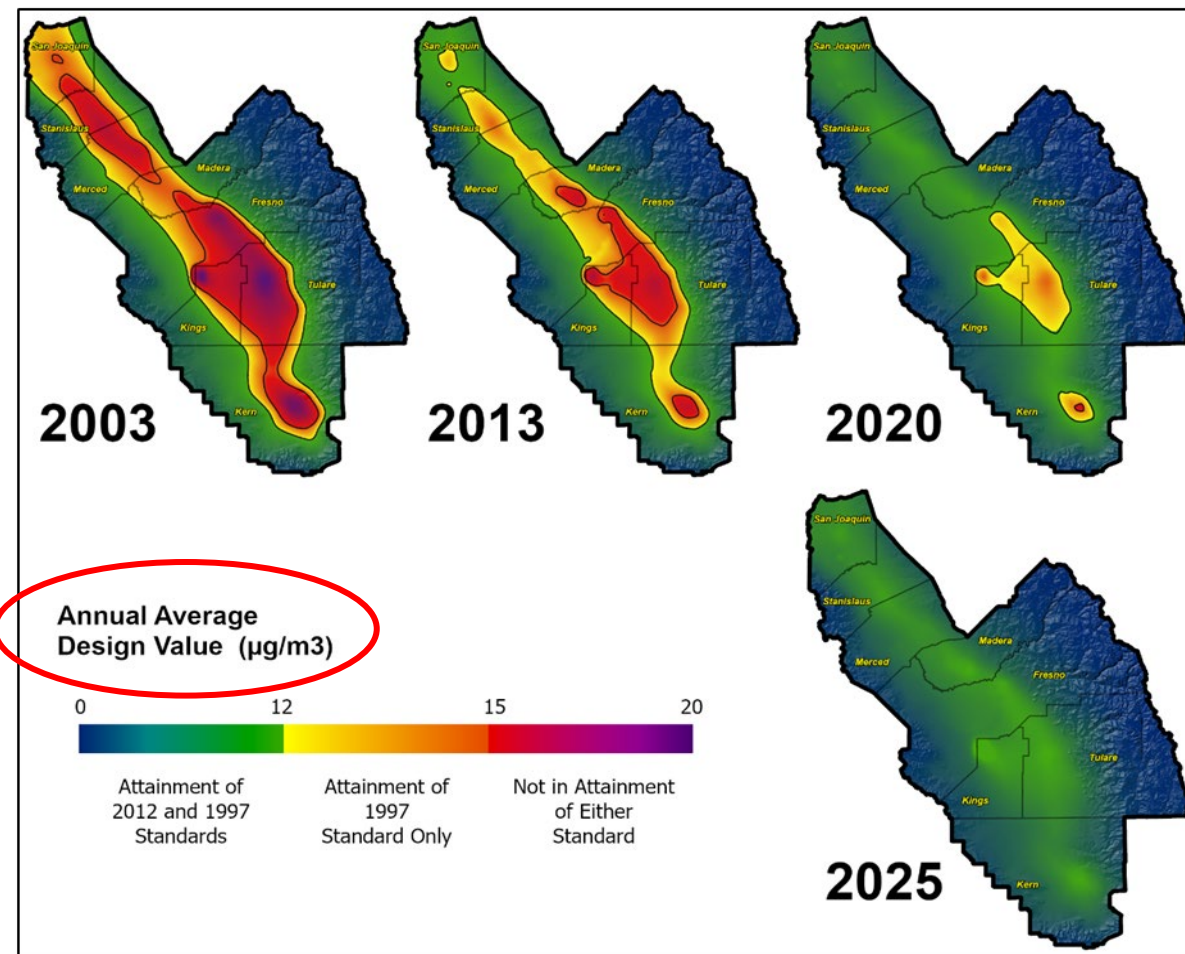 San Joaquin
Stanislaus
Merced
Madera
Fresno
Tulare
Kings
Kern
2003
San Joaquin
Stanislaus
Merced
Madera
Fresno
Tulare
Kings
Kern
2013
San Joaquin
Stanislaus
Merced
Madera
Fresno
Tulare
Kings
Kern
2020
Annual Average
Design Value (µg/m3)
0 12 15 20
Attainment of
2012 and 1997
Standards
Attainment of
1997
Standard Only
Not in Attainment
of Either
Standard
San Joaquin
Stanislaus
Merced
Madera
Fresno
Tulare
Kings
Kern
2025